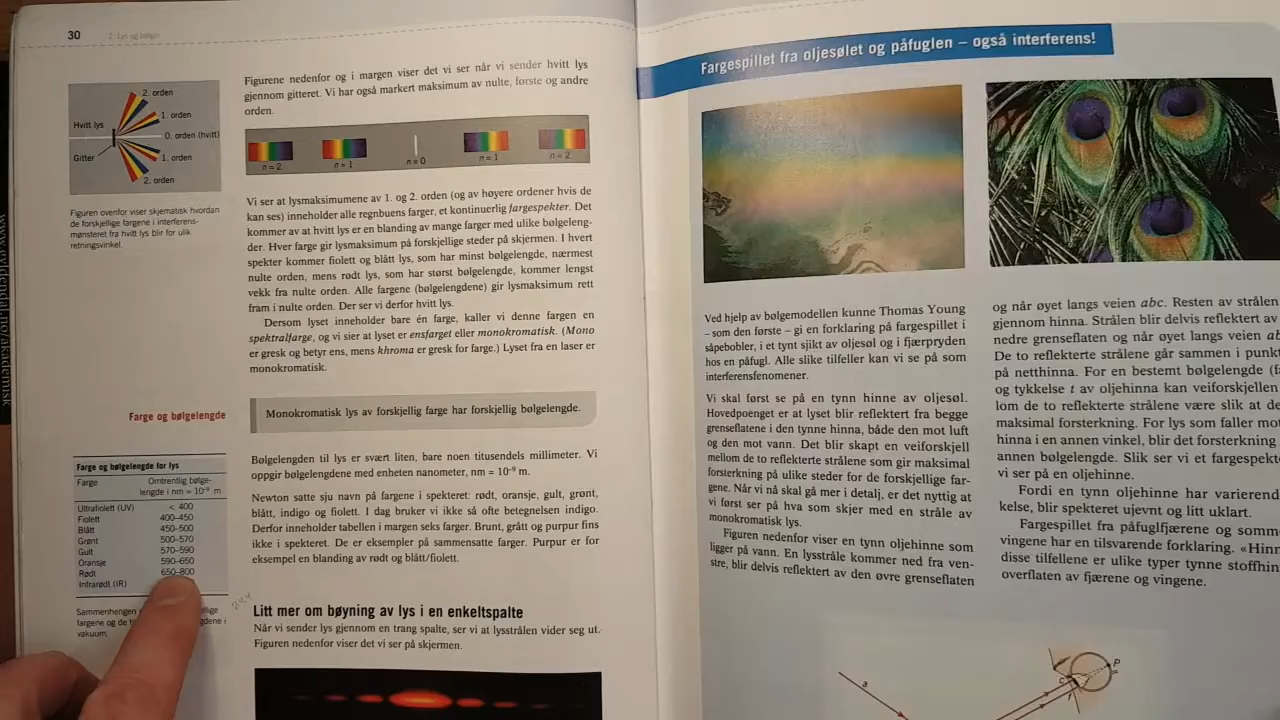 30
2 Lys og bølger
2. orden
1. orden
Hvitt lys
0. orden (hvitt)
Gitter
1. orden
2. orden
Figuren ovenfor viser skjematisk hvordan
de forskjellige fargene i interferens-
mønsteret fra hvitt lys blir for ulik
retningsvinkel.
Farge og bølgelengde
Farge og bølgelengde for lys
Farge Omtrentlig bølge-
lengde i nm = 10⁻⁹ m
Ultrafiolett (UV) < 400
Fiolett 400–450
Blått 450–500
Grønt 500–570
Gult 570–590
Oransje 590–650
Rødt 650–800
Infrarødt (IR)
Sammenhengen
fargene og de
vakuum.
Figurene nedenfor og i margen viser det vi ser når vi sender hvitt lys
gjennom gitteret. Vi har også markert maksimum av nulte, første og andre
orden.
n = 2 n = 1 n = 0 n = 1 n = 2
Vi ser at lysmaksimumene av 1. og 2. orden (og av høyere ordener hvis de
kan ses) inneholder alle regnbuens farger, et kontinuerlig fargespekter. Det
kommer av at hvitt lys er en blanding av mange farger med ulike bølgeleng-
der. Hver farge gir lysmaksimum på forskjellige steder på skjermen. I hvert
spekter kommer fiolett og blått lys, som har minst bølgelengde, nærmest
nulte orden, mens rødt lys, som har størst bølgelengde, kommer lengst
vekk fra nulte orden. Alle fargene (bølgelengdene) gir lysmaksimum rett
fram i nulte orden. Der ser vi derfor hvitt lys.
Dersom lyset inneholder bare én farge, kaller vi denne fargen en
spektralfarge, og vi sier at lyset er ensfarget eller monokromatisk. (Mono
er gresk og betyr ens, mens khroma er gresk for farge.) Lyset fra en laser er
monokromatisk.
Monokromatisk lys av forskjellig farge har forskjellig bølgelengde.
Bølgelengden til lys er svært liten, bare noen titusendels millimeter. Vi
oppgir bølgelengdene med enheten nanometer, nm = 10⁻⁹ m.
Newton satte sju navn på fargene i spekteret: rødt, oransje, gult, grønt,
blått, indigo og fiolett. I dag bruker vi ikke så ofte betegnelsen indigo.
Derfor inneholder tabellen i margen seks farger. Brunt, grått og purpur fins
ikke i spekteret. De er eksempler på sammensatte farger. Purpur er for
eksempel en blanding av rødt og blått/fiolett.
Litt mer om bøyning av lys i en enkeltspalte
Når vi sender lys gjennom en trang spalte, ser vi at lysstrålen vider seg ut.
Figuren nedenfor viser det vi ser på skjermen.
www.gyldendal.no/akademisk
Fargespillet fra oljesølet og påfuglen – også interferens!
Ved hjelp av bølgemodellen kunne Thomas Young
– som den første – gi en forklaring på fargespillet i
såpebobler, i et tynt sjikt av oljesøl og i fjærpryden
hos en påfugl. Alle slike tilfeller kan vi se på som
interferensfenomener.
Vi skal først se på en tynn hinne av oljesøl.
Hovedpoenget er at lyset blir reflektert fra begge
grenseflatene i den tynne hinna, både den mot luft
og den mot vann. Det blir skapt en veiforskjell
mellom de to reflekterte strålene som gir maksimal
forsterkning på ulike steder for de forskjellige far-
gene. Når vi nå skal gå mer i detalj, er det nyttig at
vi først ser på hva som skjer med en stråle av
monokromatisk lys.
Figuren nedenfor viser en tynn oljehinne som
ligger på vann. En lysstråle kommer ned fra ven-
stre, blir delvis reflektert av den øvre grenseflaten
og når øyet langs veien abc. Resten av strålen
gjennom hinna. Strålen blir delvis reflektert av
nedre grenseflaten og når øyet langs veien
De to reflekterte strålene går sammen i punkt
på netthinna. For en bestemt bølgelengde
og tykkelse t av oljehinna kan veiforskjellen
lom de to reflekterte strålene være slik at de
maksimal forsterkning. For lys som faller mot
hinna i en annen vinkel, blir det forsterkning
annen bølgelengde. Slik ser vi et fargespekt
vi ser på en oljehinne.
Fordi en tynn oljehinne har varierend
kelse, blir spekteret ujevnt og litt uklart.
Fargespillet fra påfuglfjærene og somm
vingene har en tilsvarende forklaring. «Hinn
disse tilfellene er ulike typer tynne stoffhin
overflaten av fjærene og vingene.
a
c
P